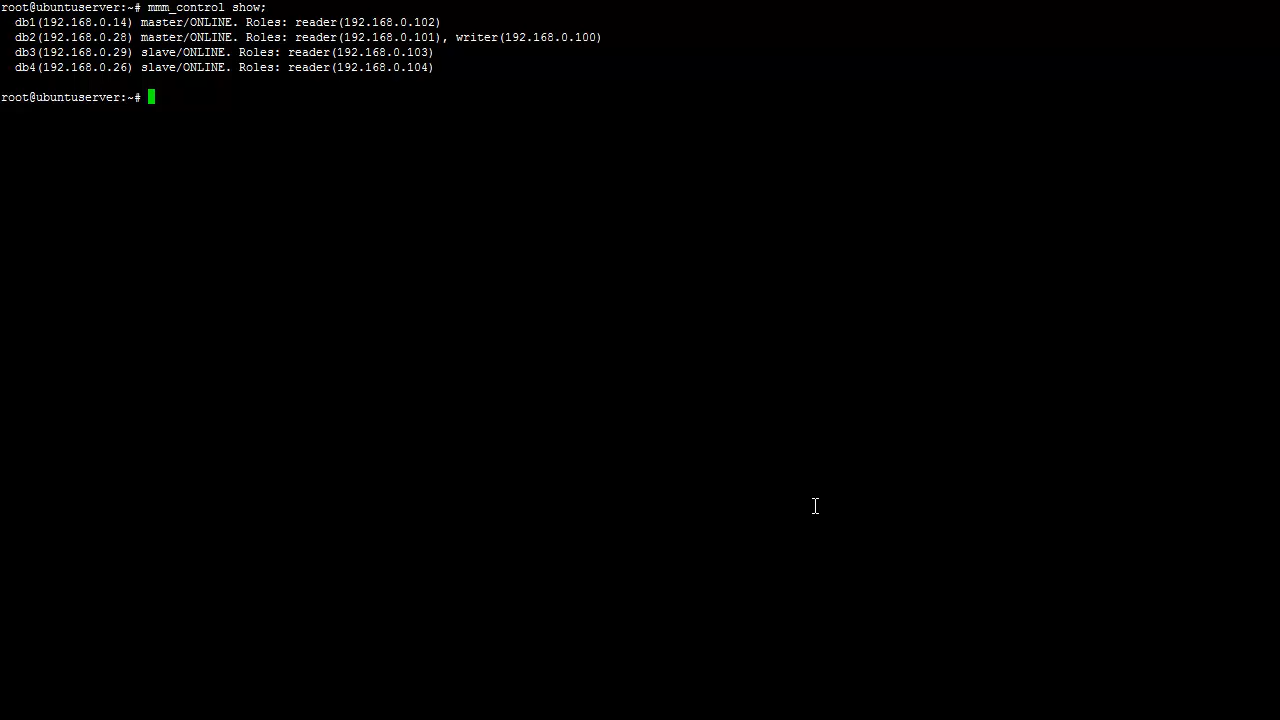 root@ubuntuserver:~# mmm_control show;
  db1(192.168.0.14) master/ONLINE. Roles: reader(192.168.0.102)
  db2(192.168.0.28) master/ONLINE. Roles: reader(192.168.0.101), writer(192.168.0.100)
  db3(192.168.0.29) slave/ONLINE. Roles: reader(192.168.0.103)
  db4(192.168.0.26) slave/ONLINE. Roles: reader(192.168.0.104)
root@ubuntuserver:~#